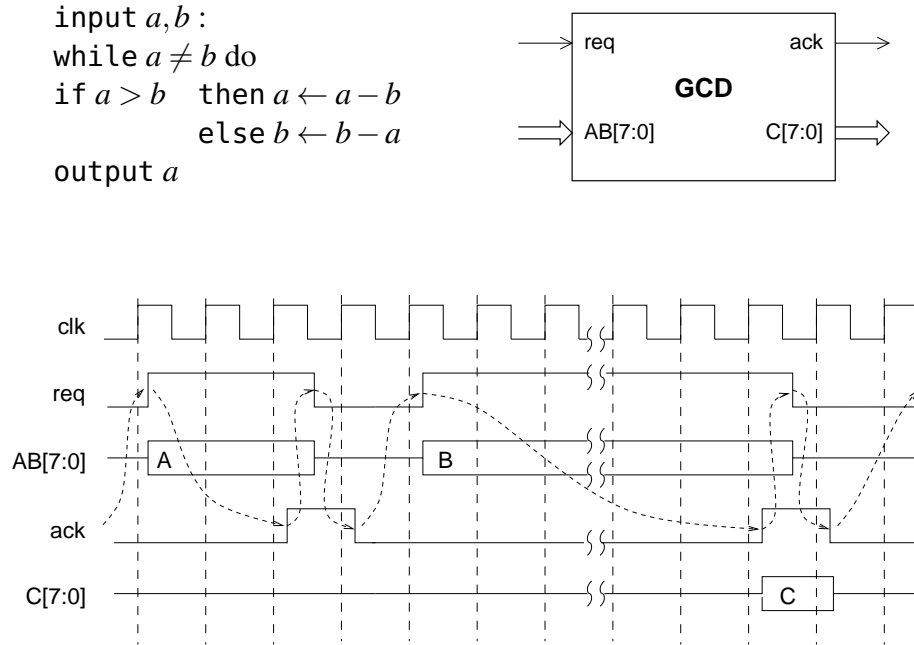 input a,b :
while a ≠ b do
if a > b then a ← a − b
else b ← b − a
output a
req ack
GCD
AB[7:0] C[7:0]
clk
req
AB[7:0] A B
ack
C[7:0] C